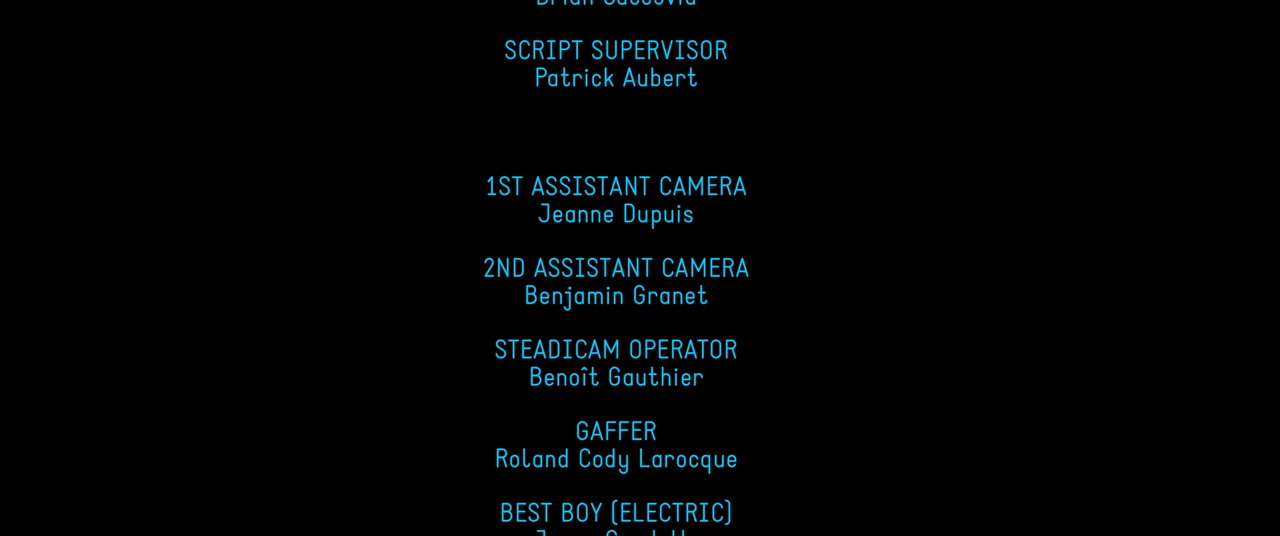 SCRIPT SUPERVISOR
Patrick Aubert
1ST ASSISTANT CAMERA
Jeanne Dupuis
2ND ASSISTANT CAMERA
Benjamin Granet
STEADICAM OPERATOR
Benoît Gauthier
GAFFER
Roland Cody Larocque
BEST BOY (ELECTRIC)